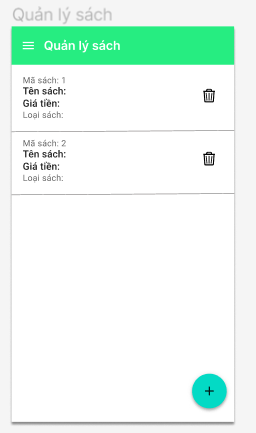 Quản lý sách
Quản lý sách
Mã sách: 1
Tên sách:
Giá tiền:
Loại sách:
Mã sách: 2
Tên sách:
Giá tiền:
Loại sách: